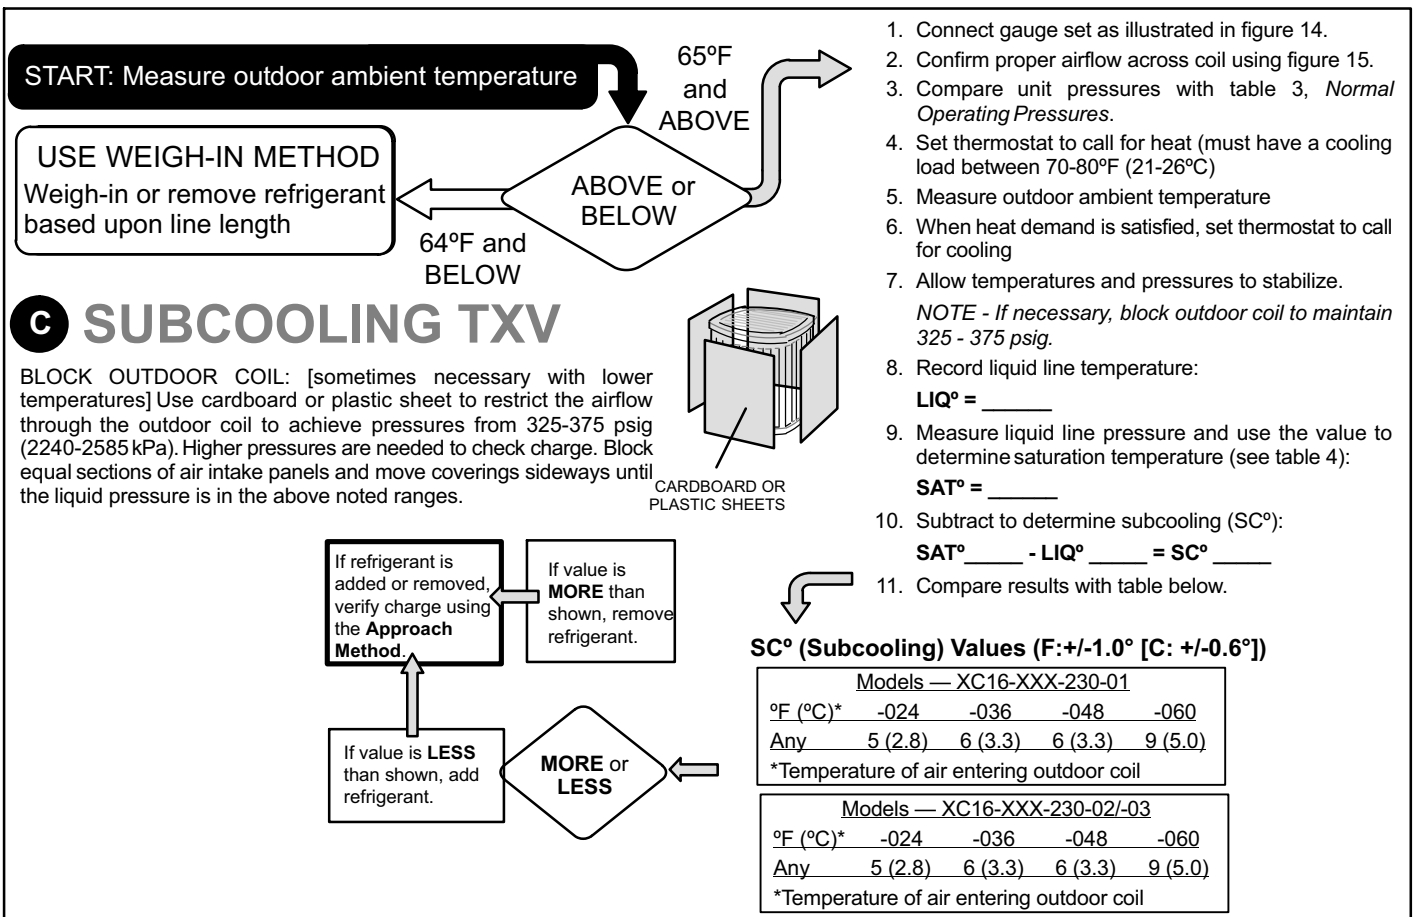 START: Measure outdoor ambient temperature
65ºF
and
ABOVE
ABOVE or
BELOW
64ºF and
BELOW
USE WEIGH-IN METHOD
Weigh-in or remove refrigerant
based upon line length
C SUBCOOLING TXV
BLOCK OUTDOOR COIL: [sometimes necessary with lower
temperatures] Use cardboard or plastic sheet to restrict the airflow
through the outdoor coil to achieve pressures from 325-375 psig
(2240-2585 kPa). Higher pressures are needed to check charge. Block
equal sections of air intake panels and move coverings sideways until
the liquid pressure is in the above noted ranges.
CARDBOARD OR
PLASTIC SHEETS
1. Connect gauge set as illustrated in figure 14.
2. Confirm proper airflow across coil using figure 15.
3. Compare unit pressures with table 3, Normal
Operating Pressures.
4. Set thermostat to call for heat (must have a cooling
load between 70-80ºF (21-26ºC)
5. Measure outdoor ambient temperature
6. When heat demand is satisfied, set thermostat to call
for cooling
7. Allow temperatures and pressures to stabilize.
NOTE - If necessary, block outdoor coil to maintain
325 - 375 psig.
8. Record liquid line temperature:
LIQº = ______
9. Measure liquid line pressure and use the value to
determine saturation temperature (see table 4):
SATº = ______
10. Subtract to determine subcooling (SCº):
SATº_____ - LIQº _____ = SCº _____
11. Compare results with table below.
If refrigerant is
added or removed,
verify charge using
the Approach
Method.
If value is
MORE than
shown, remove
refrigerant.
If value is LESS
than shown, add
refrigerant.
MORE or
LESS
SCº (Subcooling) Values (F:+/-1.0° [C: +/-0.6°])
Models — XC16-XXX-230-01
ºF (ºC)* -024 -036 -048 -060
Any 5 (2.8) 6 (3.3) 6 (3.3) 9 (5.0)
*Temperature of air entering outdoor coil
Models — XC16-XXX-230-02/-03
ºF (ºC)* -024 -036 -048 -060
Any 5 (2.8) 6 (3.3) 6 (3.3) 9 (5.0)
*Temperature of air entering outdoor coil